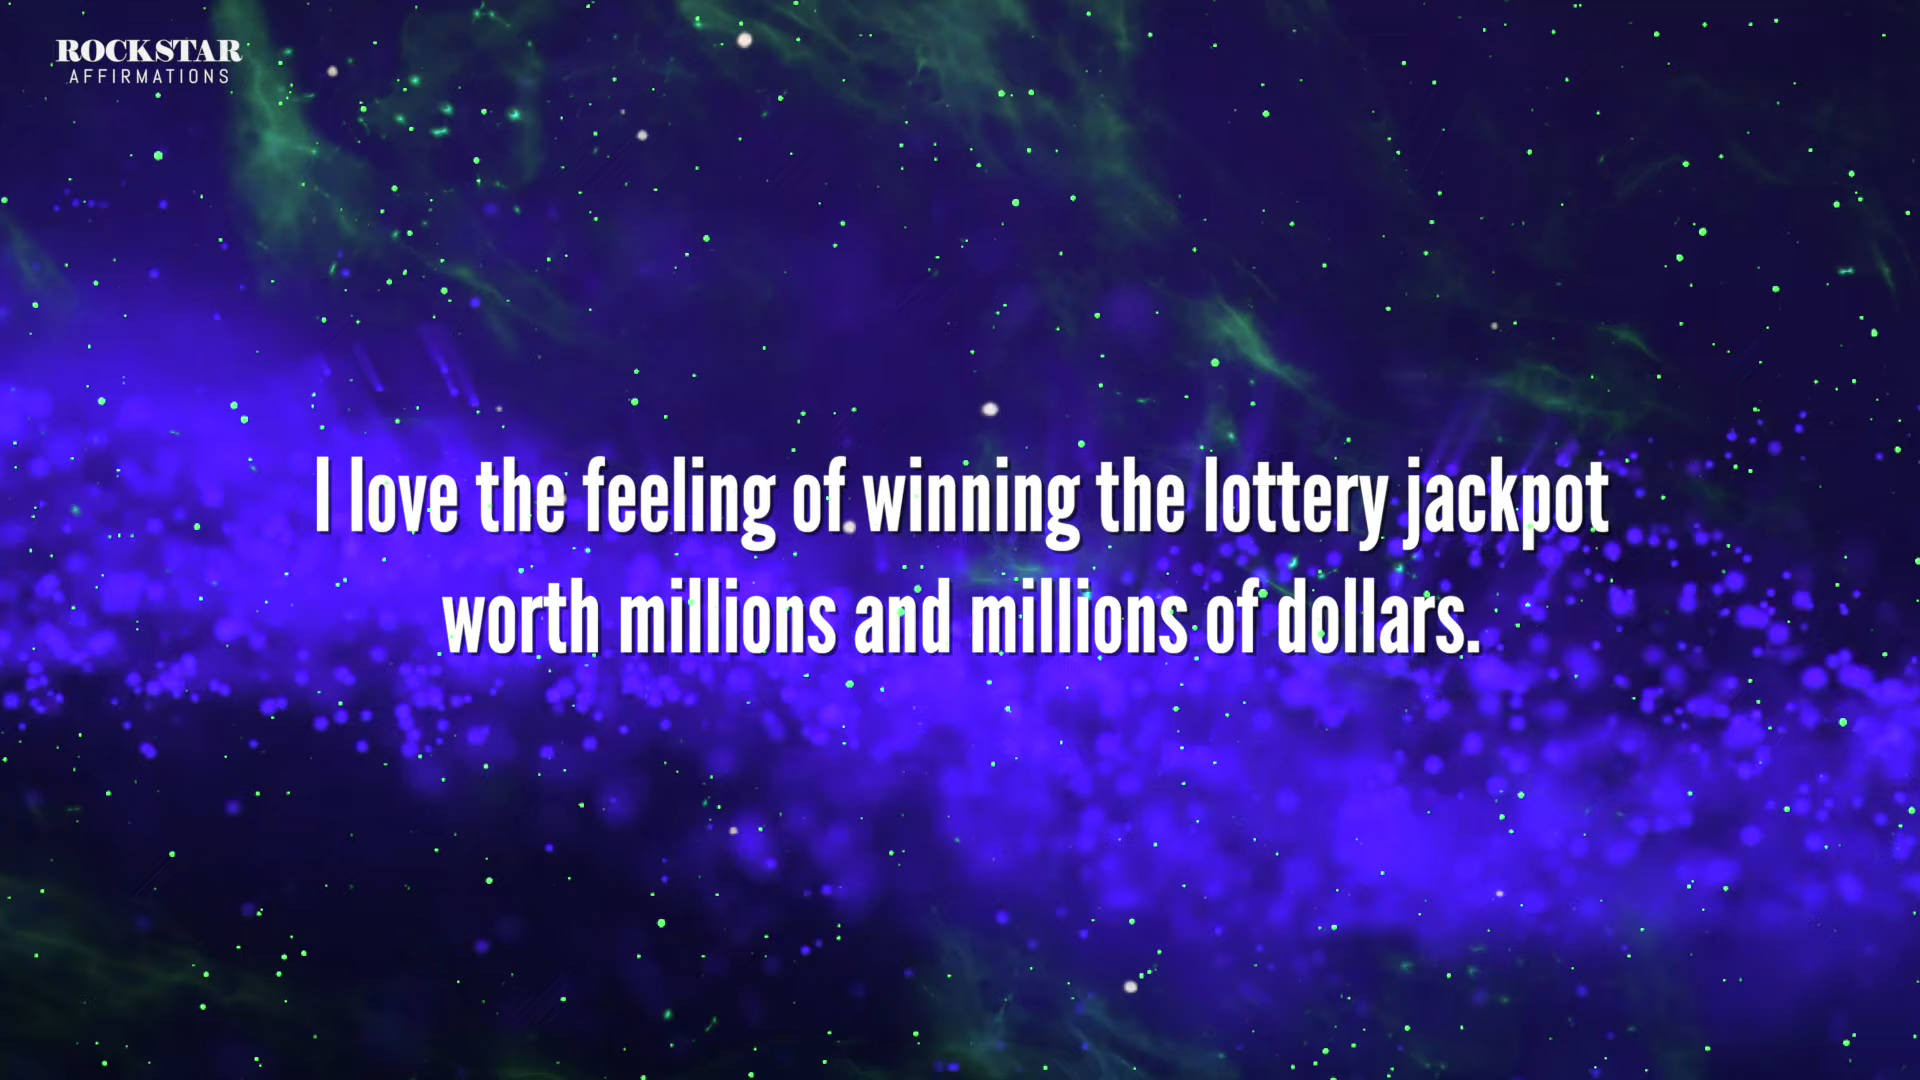 ROCKSTAR
AFFIRMATIONS
I love the feeling of winning the lottery jackpot
worth millions and millions of dollars.